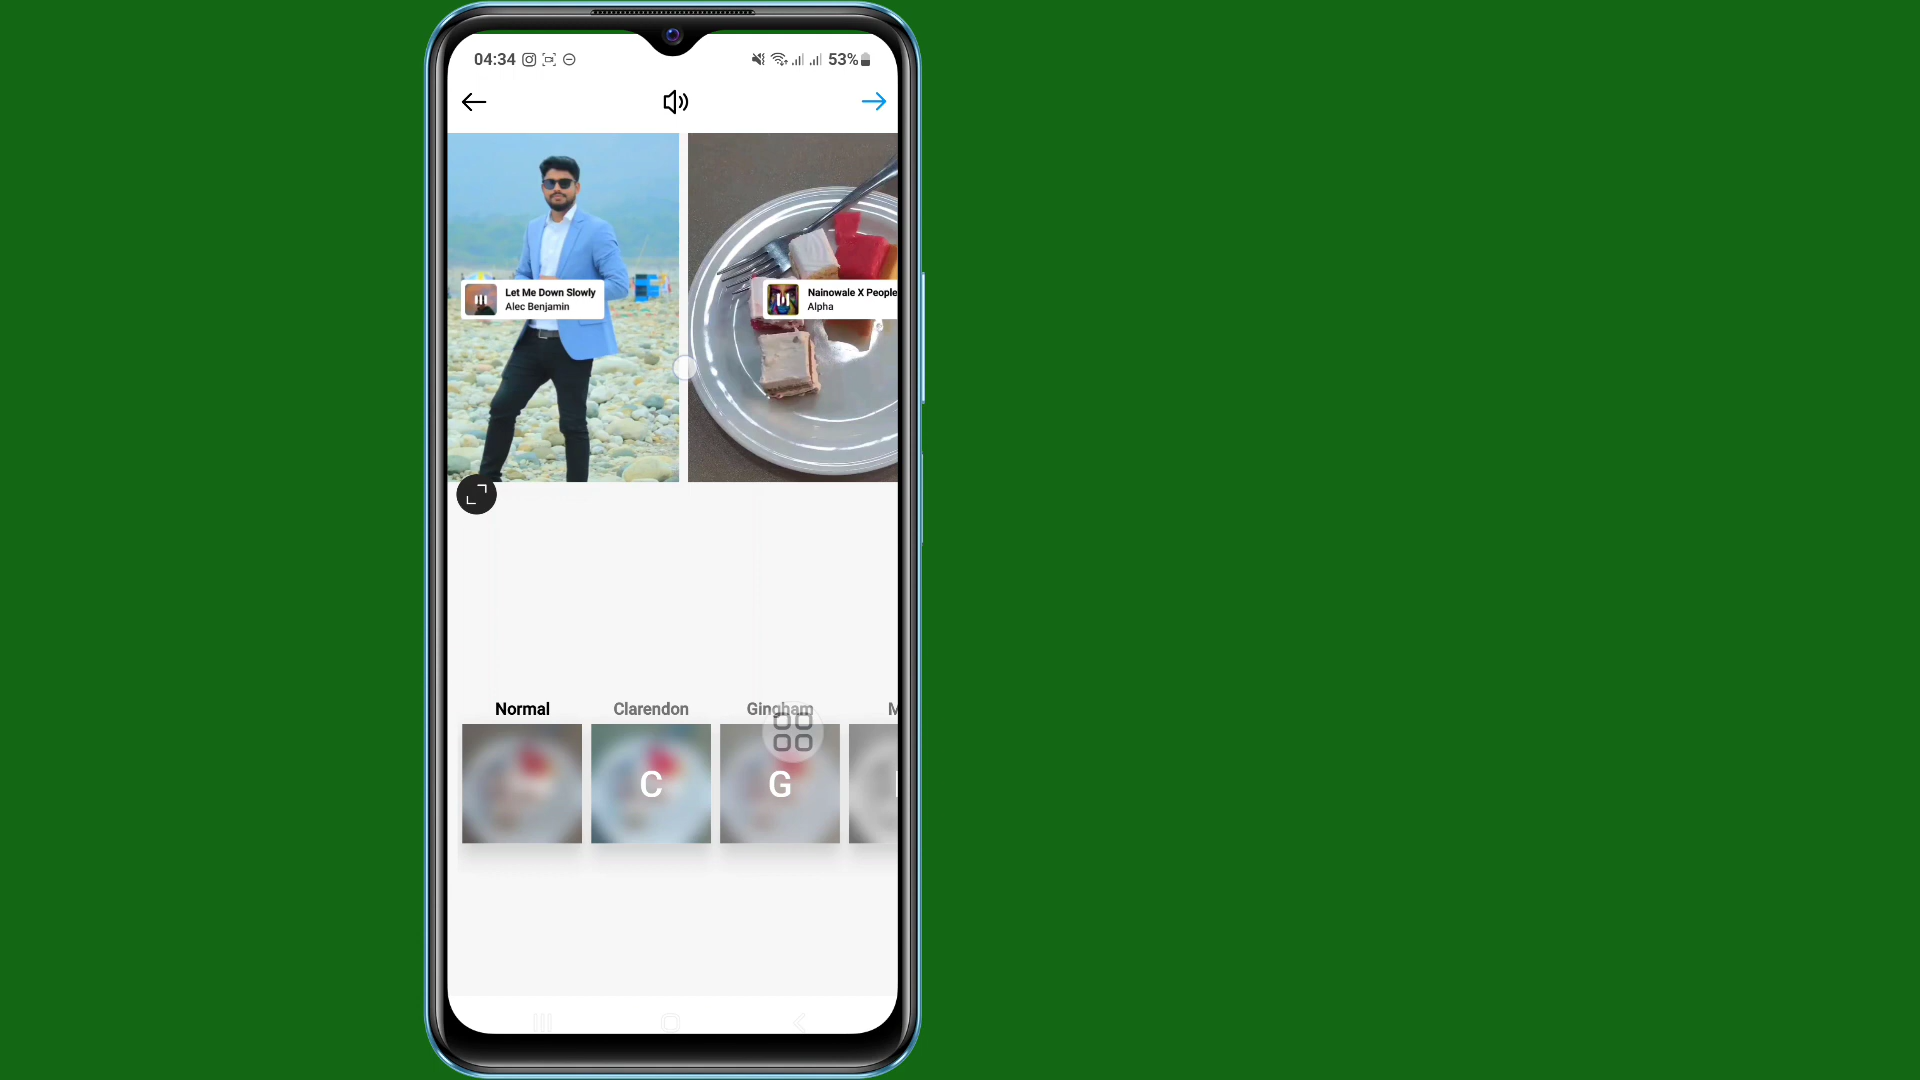 04:34
53%
Let Me Down Slowly
Alec Benjamin
Nainowale X People
Alpha
Normal
Clarendon
Gingham
M
C
G